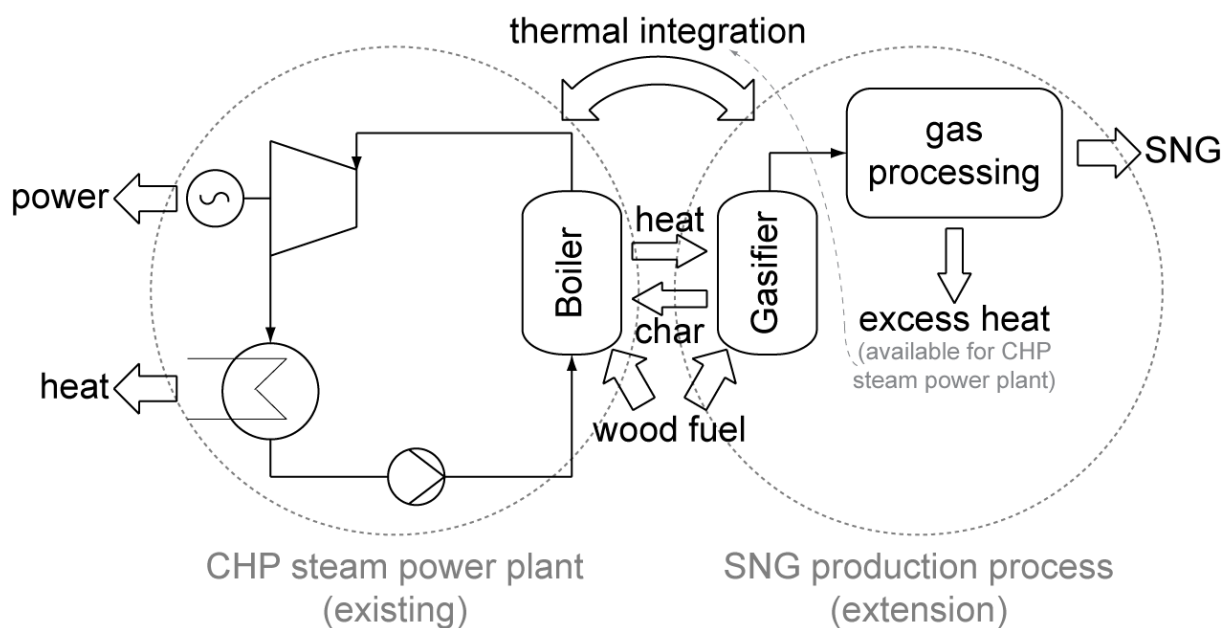 thermal integration
gas
processing
SNG
power
Boiler
heat
Gasifier
char
excess heat
(available for CHP
steam power plant)
heat
wood fuel
CHP steam power plant
(existing)
SNG production process
(extension)